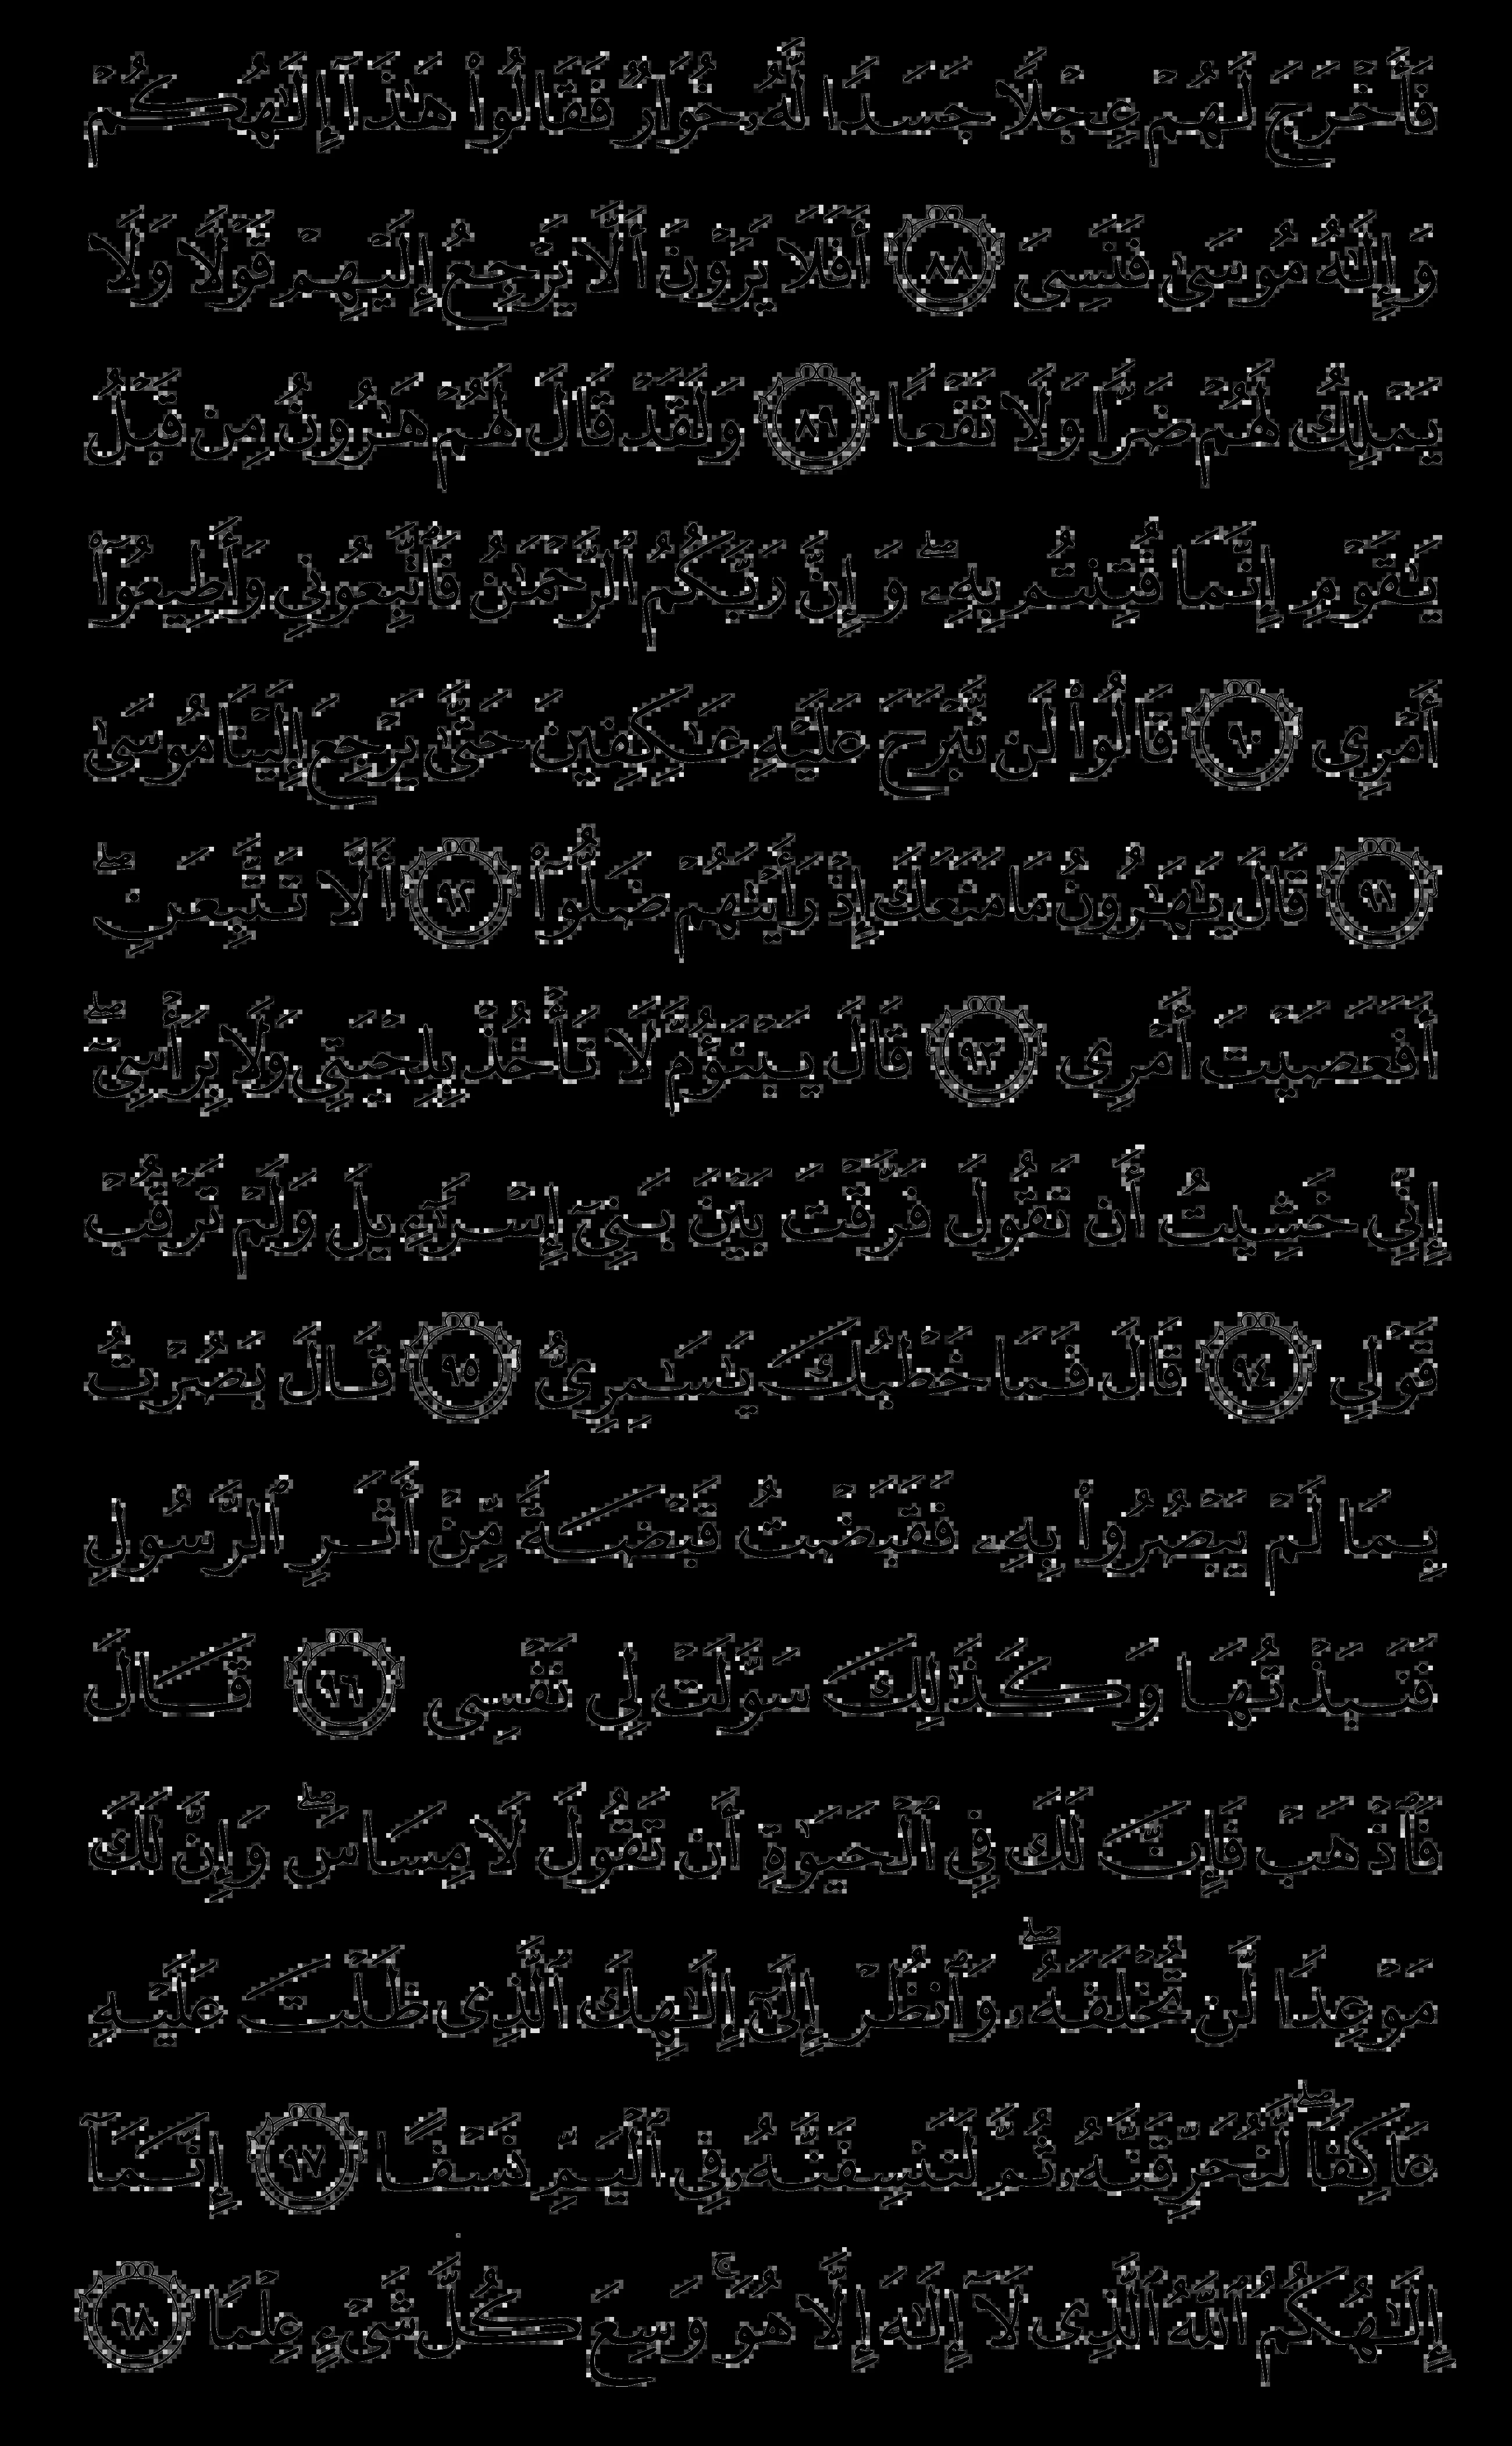 فَأَخْرَجَ لَهُمْ عِجْلًا جَسَدًا لَّهُۥ خُوَارٌ فَقَالُوا۟ هَٰذَآ إِلَٰهُكُمْ
وَإِلَٰهُ مُوسَىٰ فَنَسِىَ ٨٨ أَفَلَا يَرَوْنَ أَلَّا يَرْجِعُ إِلَيْهِمْ قَوْلًا وَلَا
يَمْلِكُ لَهُمْ ضَرًّا وَلَا نَفْعًا ٨٩ وَلَقَدْ قَالَ لَهُمْ هَٰرُونُ مِن قَبْلُ
يَٰقَوْمِ إِنَّمَا فُتِنتُم بِهِۦ ۖ وَإِنَّ رَبَّكُمُ ٱلرَّحْمَٰنُ فَٱتَّبِعُونِى وَأَطِيعُوٓا۟
أَمْرِى ٩٠ قَالُوا۟ لَن نَّبْرَحَ عَلَيْهِ عَٰكِفِينَ حَتَّىٰ يَرْجِعَ إِلَيْنَا مُوسَىٰ
٩١ قَالَ يَٰهَٰرُونُ مَا مَنَعَكَ إِذْ رَأَيْتَهُمْ ضَلُّوٓا۟ ٩٢ أَلَّا تَتَّبِعَنِ ۖ
أَفَعَصَيْتَ أَمْرِى ٩٣ قَالَ يَبْنَؤُمَّ لَا تَأْخُذْ بِلِحْيَتِى وَلَا بِرَأْسِىٓ ۖ
إِنِّى خَشِيتُ أَن تَقُولَ فَرَّقْتَ بَيْنَ بَنِىٓ إِسْرَٰٓءِيلَ وَلَمْ تَرْقُبْ
قَوْلِى ٩٤ قَالَ فَمَا خَطْبُكَ يَٰسَٰمِرِىُّ ٩٥ قَالَ بَصُرْتُ
بِمَا لَمْ يَبْصُرُوا۟ بِهِۦ فَقَبَضْتُ قَبْضَةً مِّنْ أَثَرِ ٱلرَّسُولِ
فَنَبَذْتُهَا وَكَذَٰلِكَ سَوَّلَتْ لِى نَفْسِى ٩٦ قَالَ
فَٱذْهَبْ فَإِنَّ لَكَ فِى ٱلْحَيَوٰةِ أَن تَقُولَ لَا مِسَاسَ ۖ وَإِنَّ لَكَ
مَوْعِدًا لَّن تُخْلَفَهُۥ ۖ وَٱنظُرْ إِلَىٰٓ إِلَٰهِكَ ٱلَّذِى ظَلْتَ عَلَيْهِ
عَاكِفًا ۖ لَّنُحَرِّقَنَّهُۥ ثُمَّ لَنَنسِفَنَّهُۥ فِى ٱلْيَمِّ نَسْفًا ٩٧ إِنَّمَآ
إِلَٰهُكُمُ ٱللَّهُ ٱلَّذِى لَآ إِلَٰهَ إِلَّا هُوَ ۚ وَسِعَ كُلَّ شَىْءٍ عِلْمًا ٩٨